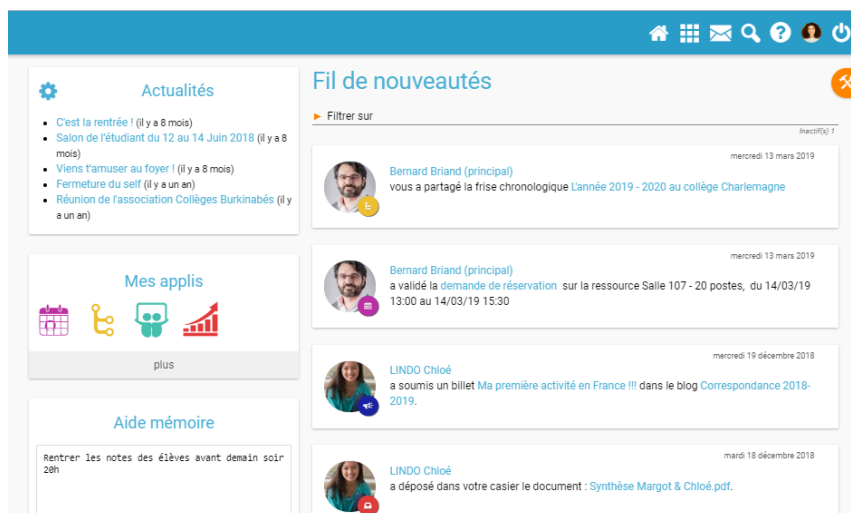 Actualités
C'est la rentrée ! (il y a 8 mois)
Salon de l'étudiant du 12 au 14 Juin 2018 (il y a 8
mois)
Viens t'amuser au foyer ! (il y a 8 mois)
Fermeture du self (il y a un an)
Réunion de l'association Collèges Burkinabés (il y
a un an)
Mes applis
plus
Aide mémoire
Rentrer les notes des élèves avant demain soir
20h
Fil de nouveautés
► Filtrer sur
Inactif(s) 1
mercredi 13 mars 2019
Bernard Briand (principal)
vous a partagé la frise chronologique L'année 2019 - 2020 au collège Charlemagne
mercredi 13 mars 2019
Bernard Briand (principal)
a validé la demande de réservation sur la ressource Salle 107 - 20 postes, du 14/03/19
13:00 au 14/03/19 15:30
mercredi 19 décembre 2018
LINDO Chloé
a soumis un billet Ma première activité en France !!! dans le blog Correspondance 2018-
2019.
mardi 18 décembre 2018
LINDO Chloé
a déposé dans votre casier le document : Synthèse Margot & Chloé.pdf.